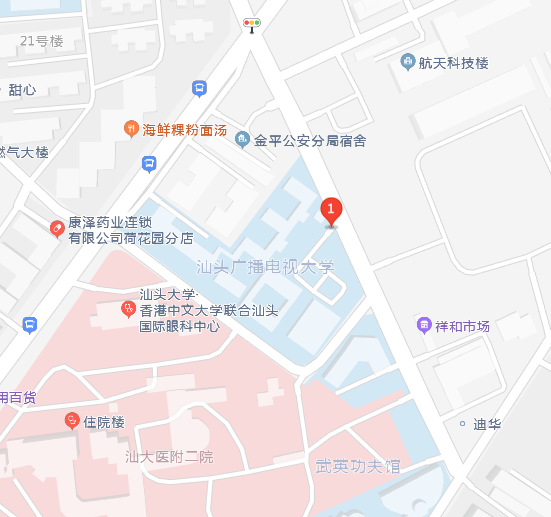 21号楼
航天科技楼
甜心
海鲜粿粉面汤
金平公安分局宿舍
燃气大楼
1
康泽药业连锁
有限公司荷花园分店
汕头广播电视大学
汕头大学·
香港中文大学联合汕头
国际眼科中心
祥和市场
用百货
住院楼
迪华
汕大医附二院
武英功夫馆